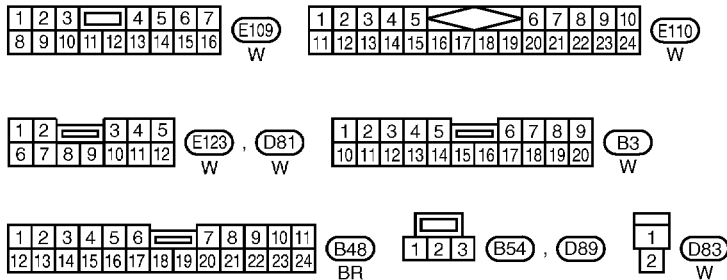 1 2 3 4 5 6 7
8 9 10 11 12 13 14 15 16
E109
W
1 2 3 4 5 6 7 8 9 10
11 12 13 14 15 16 17 18 19 20 21 22 23 24
E110
W
1 2 3 4 5
6 7 8 9 10 11 12
E123 , D81
W W
1 2 3 4 5 6 7 8 9
10 11 12 13 14 15 16 17 18 19 20
B3
W
1 2 3 4 5 6 7 8 9 10 11
12 13 14 15 16 17 18 19 20 21 22 23 24
B48
BR
1 2 3
B54 , D89
1
2
D83
W